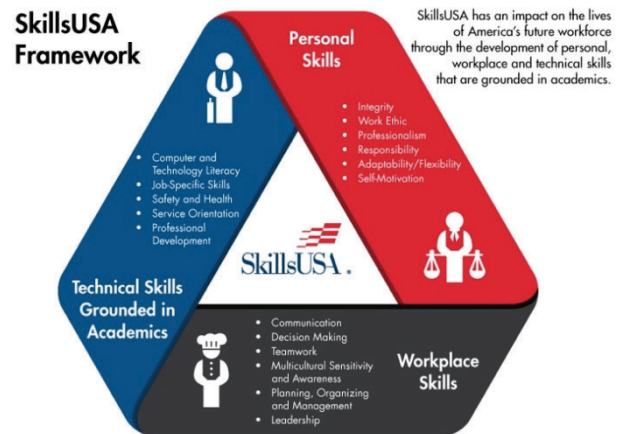 SkillsUSA
Framework
SkillsUSA has an impact on the lives
of America's future workforce
through the development of personal,
workplace and technical skills
that are grounded in academics.
Personal
Skills
• Integrity
• Work Ethic
• Professionalism
• Responsibility
• Adaptability/Flexibility
• Self-Motivation
• Computer and
Technology Literacy
• Job-Specific Skills
• Safety and Health
• Service Orientation
• Professional
Development
Technical Skills
Grounded in
Academics
SkillsUSA.
• Communication
• Decision Making
• Teamwork
• Multicultural Sensitivity
and Awareness
• Planning, Organizing
and Management
• Leadership
Workplace
Skills